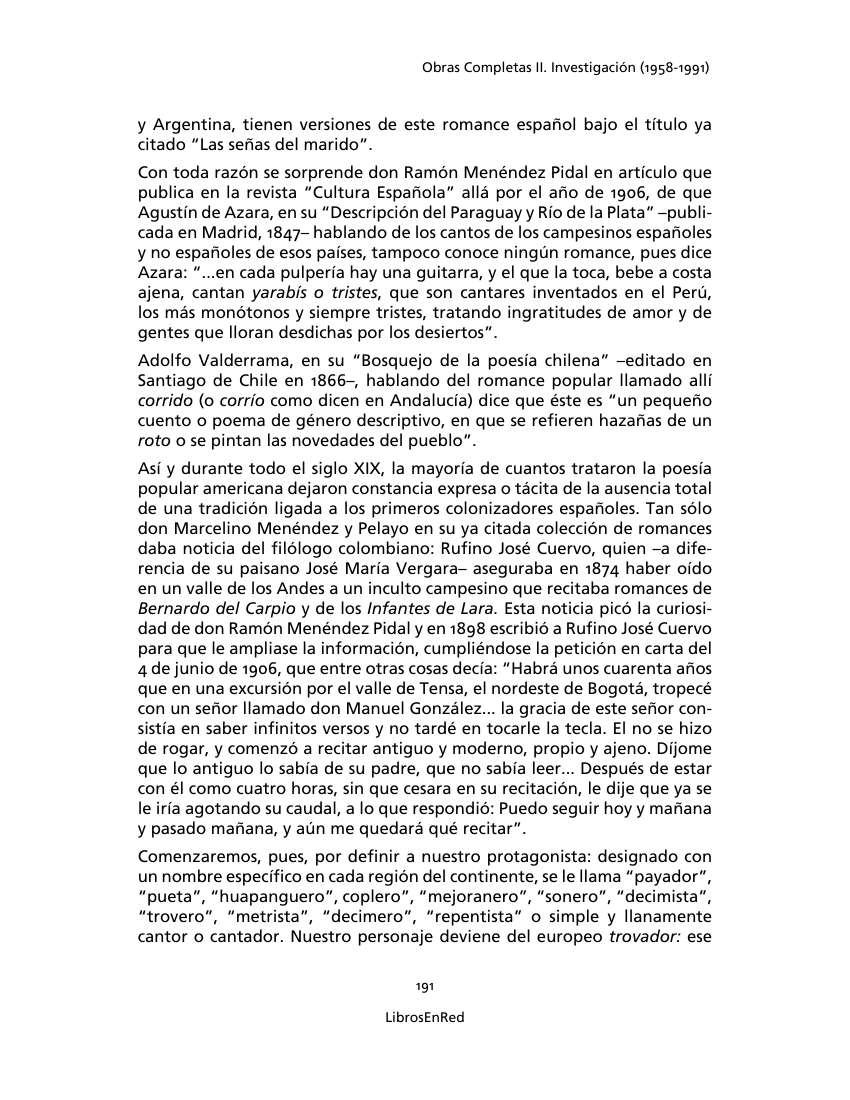 Obras Completas II. Investigación (1958-1991)
y Argentina, tienen versiones de este romance español bajo el título ya
citado “Las señas del marido”.
Con toda razón se sorprende don Ramón Menéndez Pidal en artículo que
publica en la revista “Cultura Española” allá por el año de 1906, de que
Agustín de Azara, en su “Descripción del Paraguay y Río de la Plata” –publi-
cada en Madrid, 1847– hablando de los cantos de los campesinos españoles
y no españoles de esos países, tampoco conoce ningún romance, pues dice
Azara: “...en cada pulpería hay una guitarra, y el que la toca, bebe a costa
ajena, cantan yarabís o tristes, que son cantares inventados en el Perú,
los más monótonos y siempre tristes, tratando ingratitudes de amor y de
gentes que lloran desdichas por los desiertos”.
Adolfo Valderrama, en su “Bosquejo de la poesía chilena” –editado en
Santiago de Chile en 1866–, hablando del romance popular llamado allí
corrido (o corrío como dicen en Andalucía) dice que éste es “un pequeño
cuento o poema de género descriptivo, en que se refieren hazañas de un
roto o se pintan las novedades del pueblo”.
Así y durante todo el siglo XIX, la mayoría de cuantos trataron la poesía
popular americana dejaron constancia expresa o tácita de la ausencia total
de una tradición ligada a los primeros colonizadores españoles. Tan sólo
don Marcelino Menéndez y Pelayo en su ya citada colección de romances
daba noticia del filólogo colombiano: Rufino José Cuervo, quien –a dife-
rencia de su paisano José María Vergara– aseguraba en 1874 haber oído
en un valle de los Andes a un inculto campesino que recitaba romances de
Bernardo del Carpio y de los Infantes de Lara. Esta noticia picó la curiosi-
dad de don Ramón Menéndez Pidal y en 1898 escribió a Rufino José Cuervo
para que le ampliase la información, cumpliéndose la petición en carta del
4 de junio de 1906, que entre otras cosas decía: “Habrá unos cuarenta años
que en una excursión por el valle de Tensa, el nordeste de Bogotá, tropecé
con un señor llamado don Manuel González... la gracia de este señor con-
sistía en saber infinitos versos y no tardé en tocarle la tecla. El no se hizo
de rogar, y comenzó a recitar antiguo y moderno, propio y ajeno. Díjome
que lo antiguo lo sabía de su padre, que no sabía leer... Después de estar
con él como cuatro horas, sin que cesara en su recitación, le dije que ya se
le iría agotando su caudal, a lo que respondió: Puedo seguir hoy y mañana
y pasado mañana, y aún me quedará qué recitar”.
Comenzaremos, pues, por definir a nuestro protagonista: designado con
un nombre específico en cada región del continente, se le llama “payador”,
“pueta”, “huapanguero”, coplero”, “mejoranero”, “sonero”, “decimista”,
“trovero”, “metrista”, “decimero”, “repentista” o simple y llanamente
cantor o cantador. Nuestro personaje deviene del europeo trovador: ese
191
LibrosEnRed